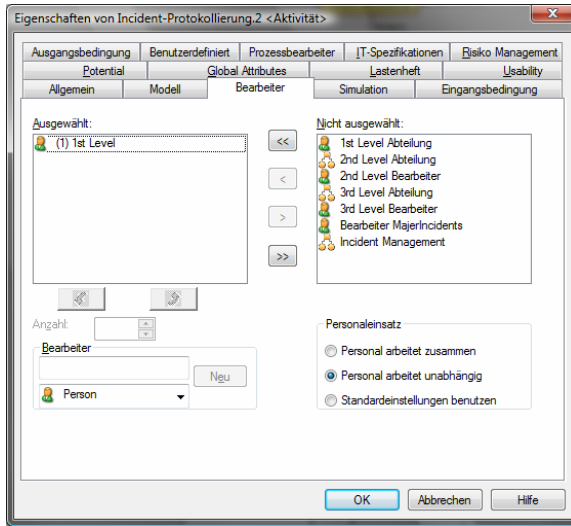 Eigenschaften von Incident-Protokollierung.2 <Aktivität>
Ausgangsbedingung Benutzerdefiniert Prozessbearbeiter IT-Spezifikationen Risiko Management
Potential Global Attributes Lastenheft Usability
Allgemein Modell Bearbeiter Simulation Eingangsbedingung
Ausgewählt:
(1) 1st Level
<<
<
>
>>
Nicht ausgewählt:
1st Level Abteilung
2nd Level Abteilung
2nd Level Bearbeiter
3rd Level Abteilung
3rd Level Bearbeiter
Bearbeiter MajerIncidents
Incident Management
Anzahl:
Bearbeiter
Neu
Person
Personaleinsatz
Personal arbeitet zusammen
Personal arbeitet unabhängig
Standardeinstellungen benutzen
OK Abbrechen Hilfe